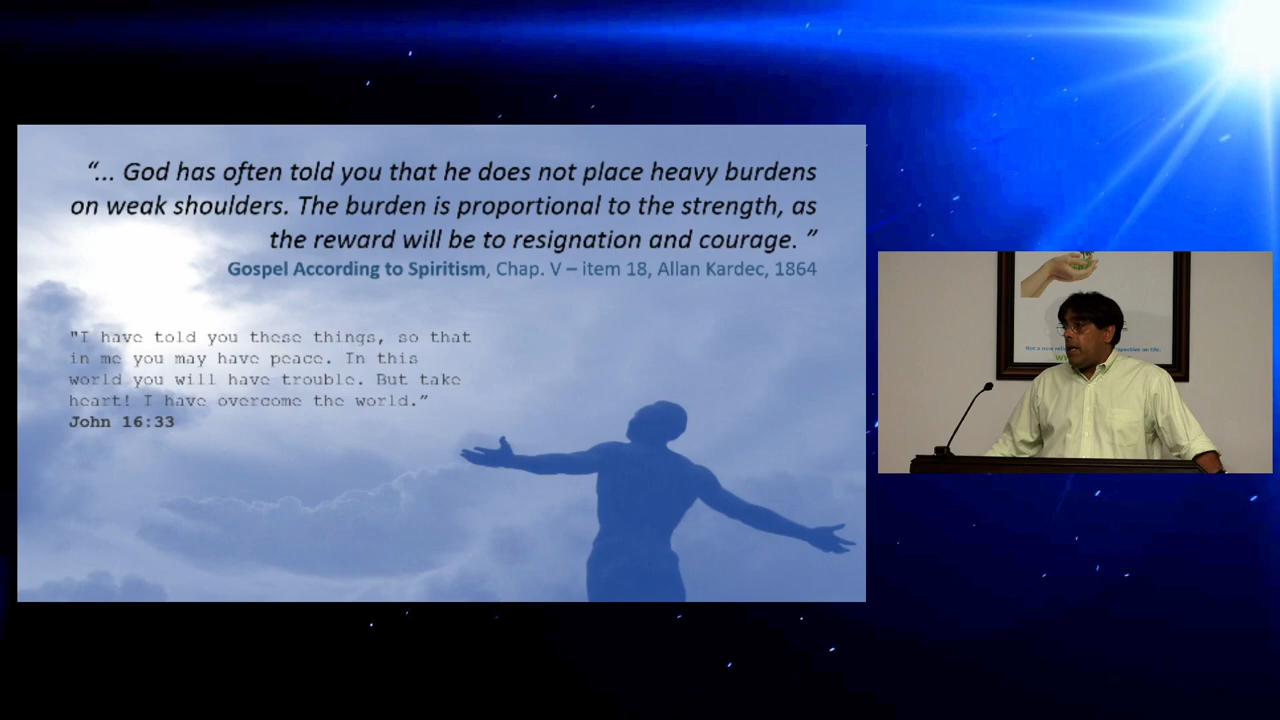 “... God has often told you that he does not place heavy burdens
on weak shoulders. The burden is proportional to the strength, as
the reward will be to resignation and courage. ”
Gospel According to Spiritism, Chap. V – item 18, Allan Kardec, 1864
"I have told you these things, so that
in me you may have peace. In this
world you will have trouble. But take
heart! I have overcome the world.”
John 16:33
Not a new